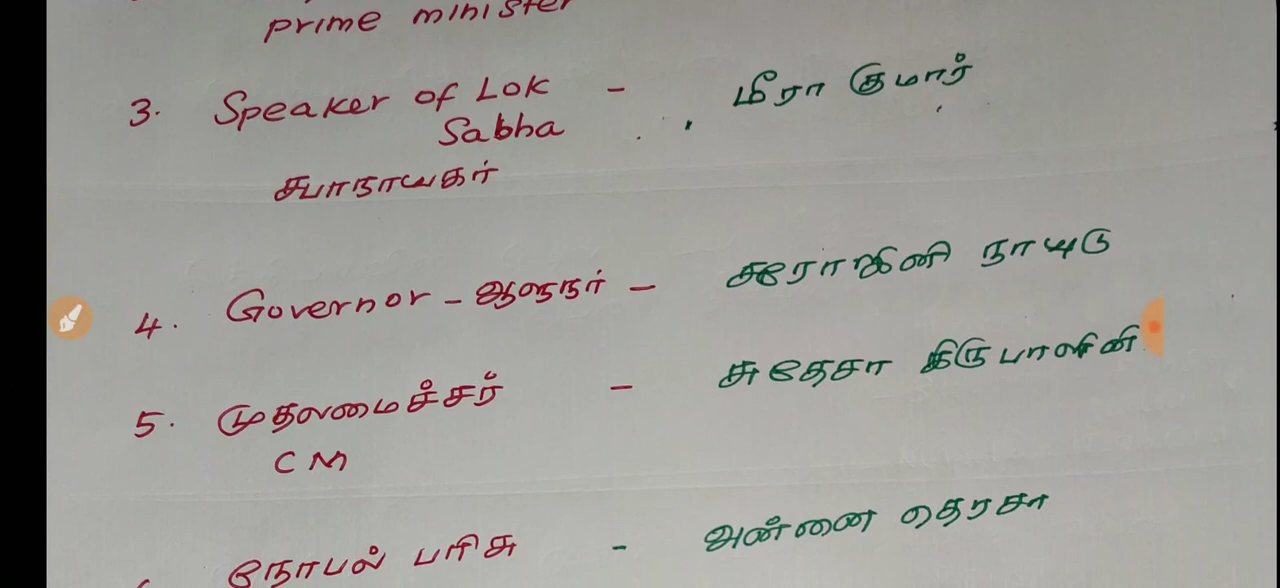 prime minister
3. Speaker of Lok - மீரா குமார்
Sabha
சபாநாயகர்
4. Governor - ஆளுநர் - சரோஜினி நாயுடு
5. முதலமைச்சர் - சுதேசா கிருபாளினி
CM
நோபல் பரிசு - அன்னை தெரசா